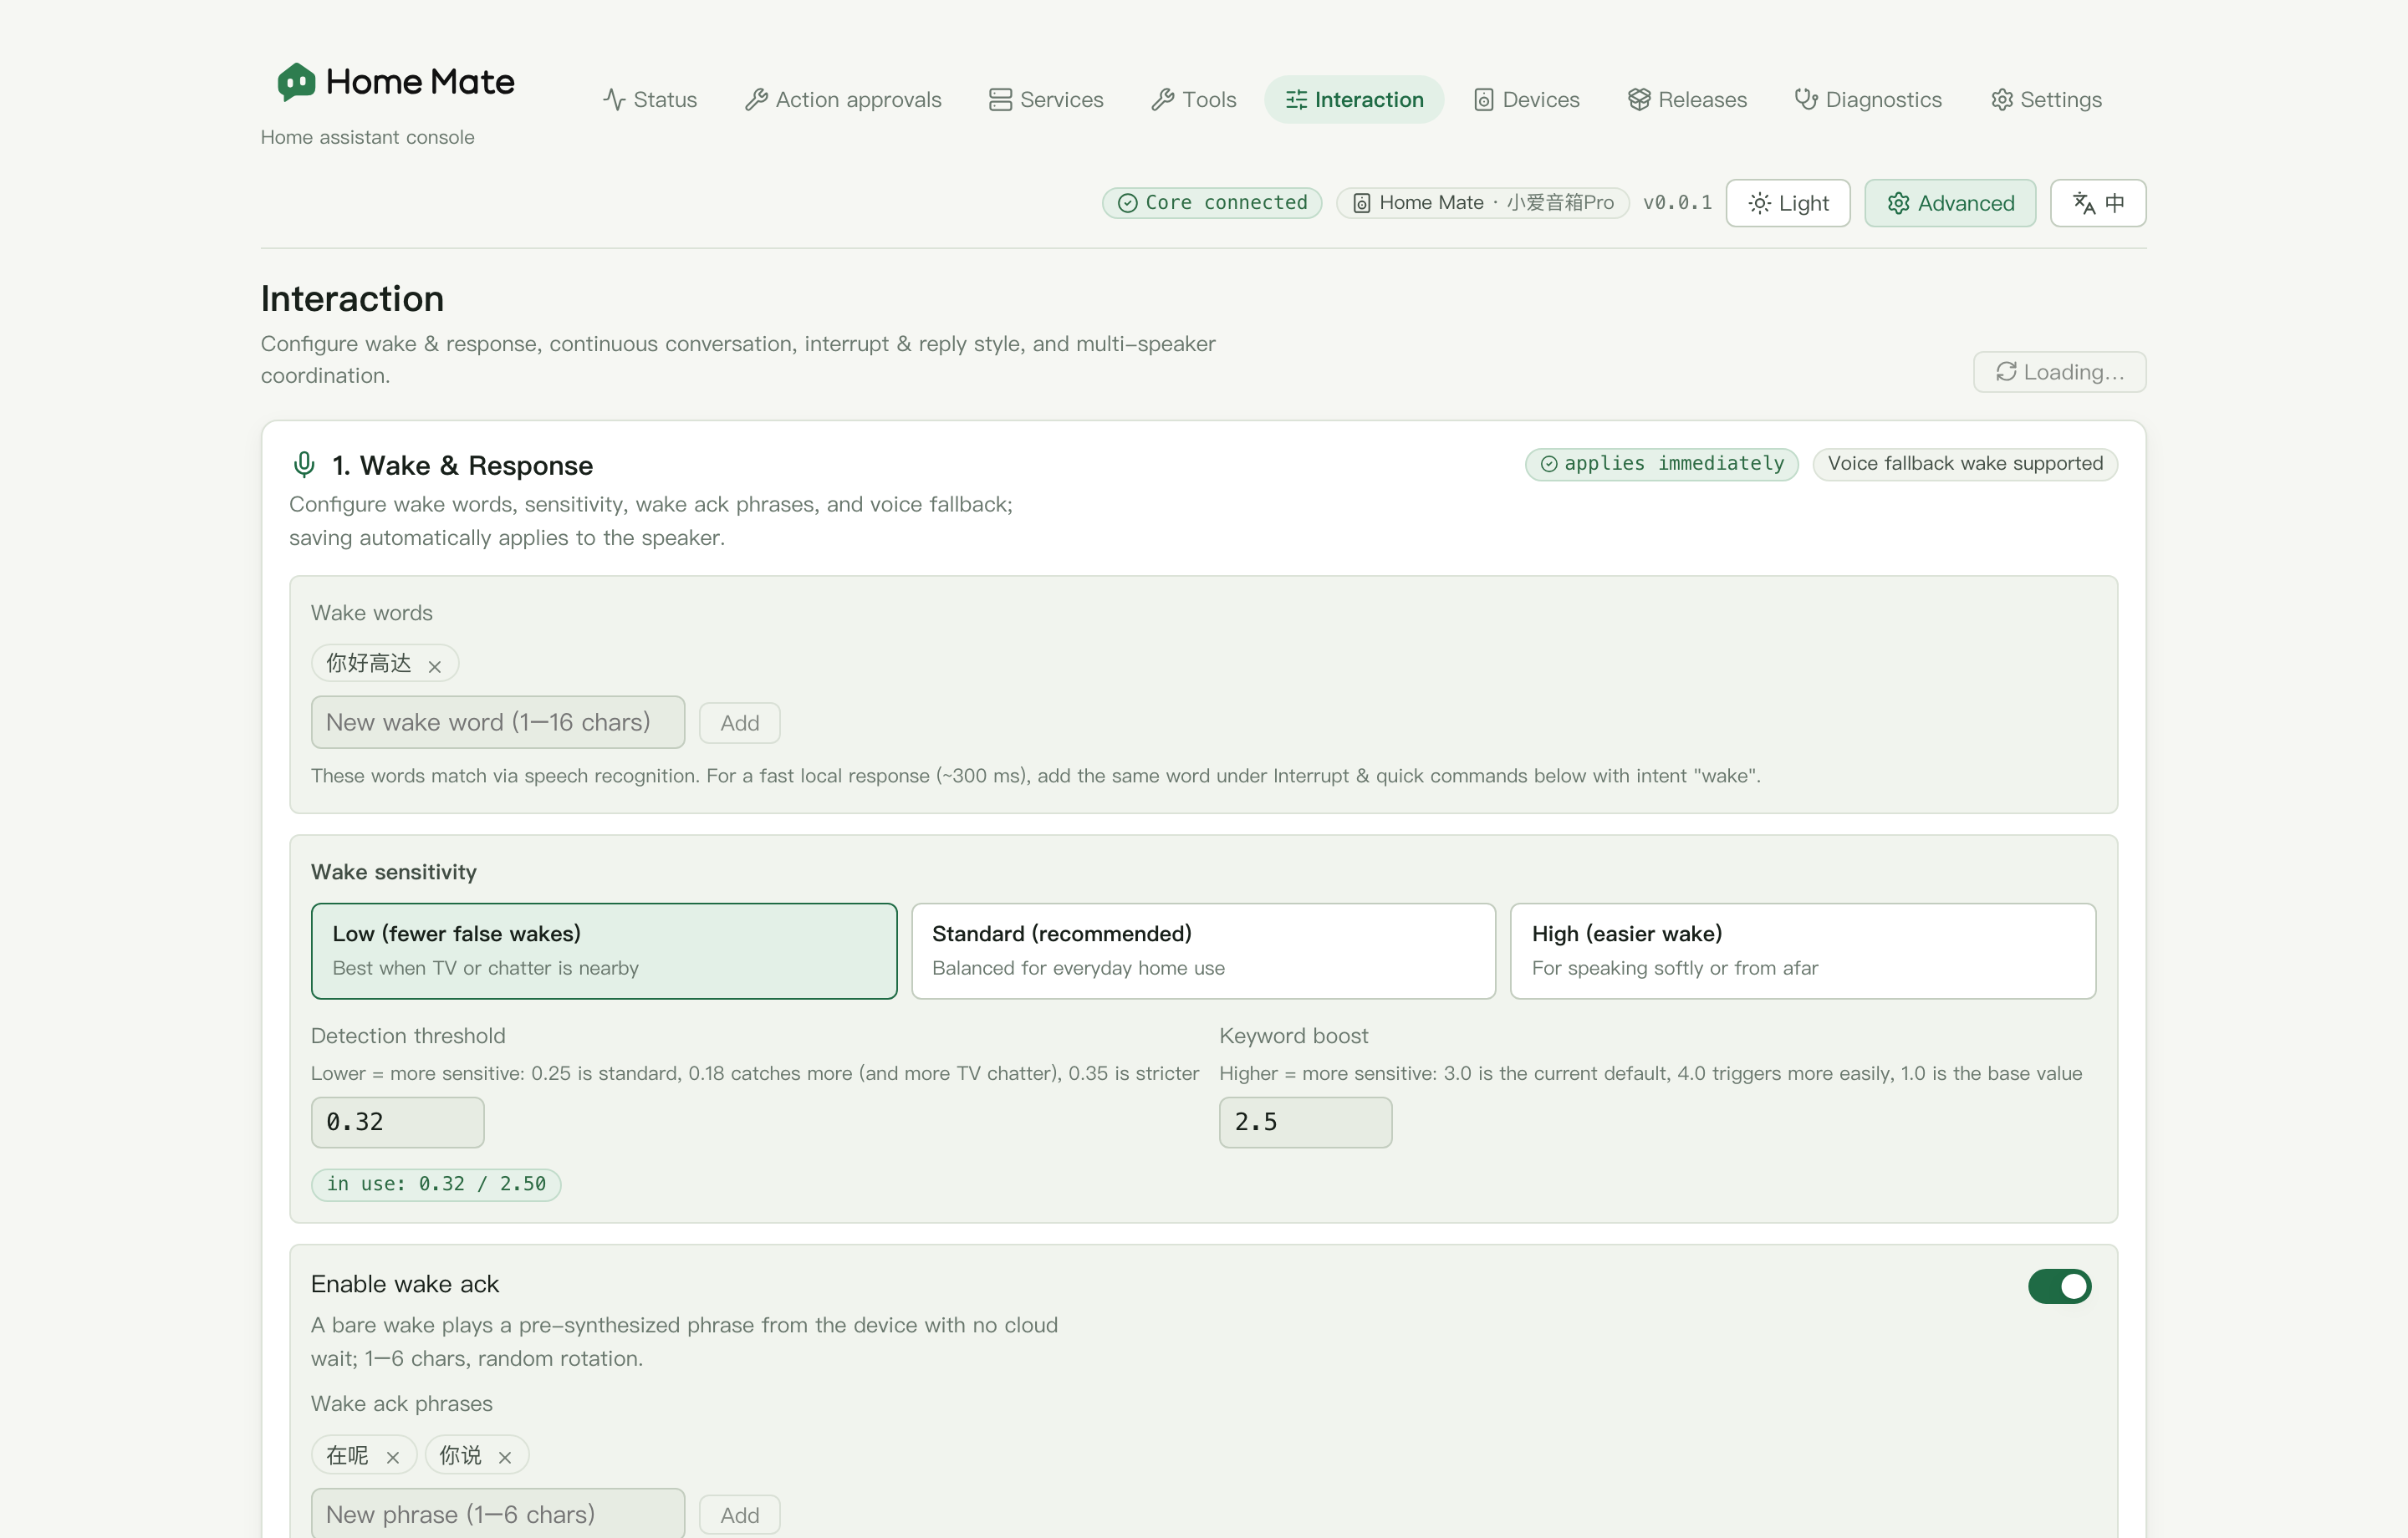 Home Mate
Home assistant console
Status
Action approvals
Services
Tools
Interaction
Devices
Releases
Diagnostics
Settings
Core connected
Home Mate · 小爱音箱Pro
v0.0.1
Light
Advanced
中
Interaction
Configure wake & response, continuous conversation, interrupt & reply style, and multi-speaker
coordination.
Loading...
1. Wake & Response
applies immediately
Voice fallback wake supported
Configure wake words, sensitivity, wake ack phrases, and voice fallback;
saving automatically applies to the speaker.
Wake words
你好高达 ×
New wake word (1–16 chars)
Add
These words match via speech recognition. For a fast local response (~300 ms), add the same word under Interrupt & quick commands below with intent "wake".
Wake sensitivity
Low (fewer false wakes)
Best when TV or chatter is nearby
Standard (recommended)
Balanced for everyday home use
High (easier wake)
For speaking softly or from afar
Detection threshold
Lower = more sensitive: 0.25 is standard, 0.18 catches more (and more TV chatter), 0.35 is stricter
0.32
Keyword boost
Higher = more sensitive: 3.0 is the current default, 4.0 triggers more easily, 1.0 is the base value
2.5
in use: 0.32 / 2.50
Enable wake ack
A bare wake plays a pre-synthesized phrase from the device with no cloud
wait; 1–6 chars, random rotation.
Wake ack phrases
在呢 ×
你说 ×
New phrase (1–6 chars)
Add